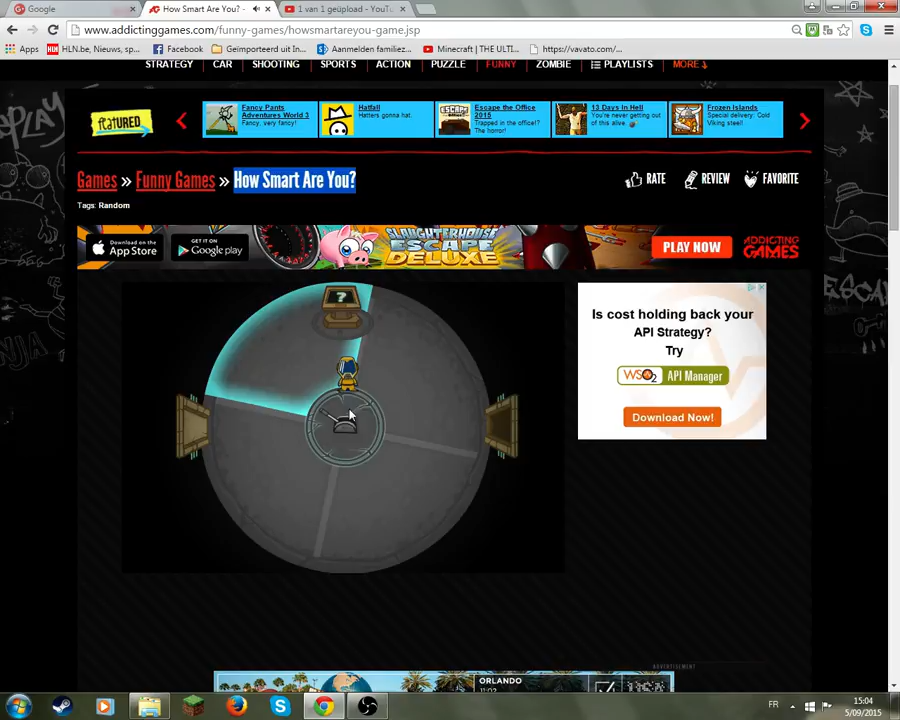 Google
How Smart Are You? -
1 van 1 geüpload - YouTu
www.addictinggames.com/funny-games/howsmartareyou-game.jsp
Apps
HLN.be, Nieuws, sp...
Facebook
Geïmporteerd uit In...
Aanmelden familiez...
Minecraft | THE ULTI...
https://vavato.com/...
STRATEGY
CAR
SHOOTING
SPORTS
ACTION
PUZZLE
FUNNY
ZOMBIE
PLAYLISTS
MORE
featured
Fancy Pants
Adventures World 3
Fancy, very fancy!
Hatfall
Hatters gonna hat.
ESCAPE
OFFICE
Escape the Office
2015
Trapped in the office!?
The horror!
13 Days In Hell
You're never getting out
of this alive.
Frozen Islands
Special delivery: Cold
Viking steel!
Games » Funny Games » How Smart Are You?
RATE
REVIEW
FAVORITE
Tags: Random
Download on the
App Store
GET IT ON
Google play
SLAUGHTERHOUSE
ESCAPE
DELUXE
PLAY NOW
ADDICTING
GAMES
?
Is cost holding back your
API Strategy?
Try
WSO2
API Manager
Download Now!
ADVERTISEMENT
ORLANDO
11:02
FR
15:04
5/09/2015